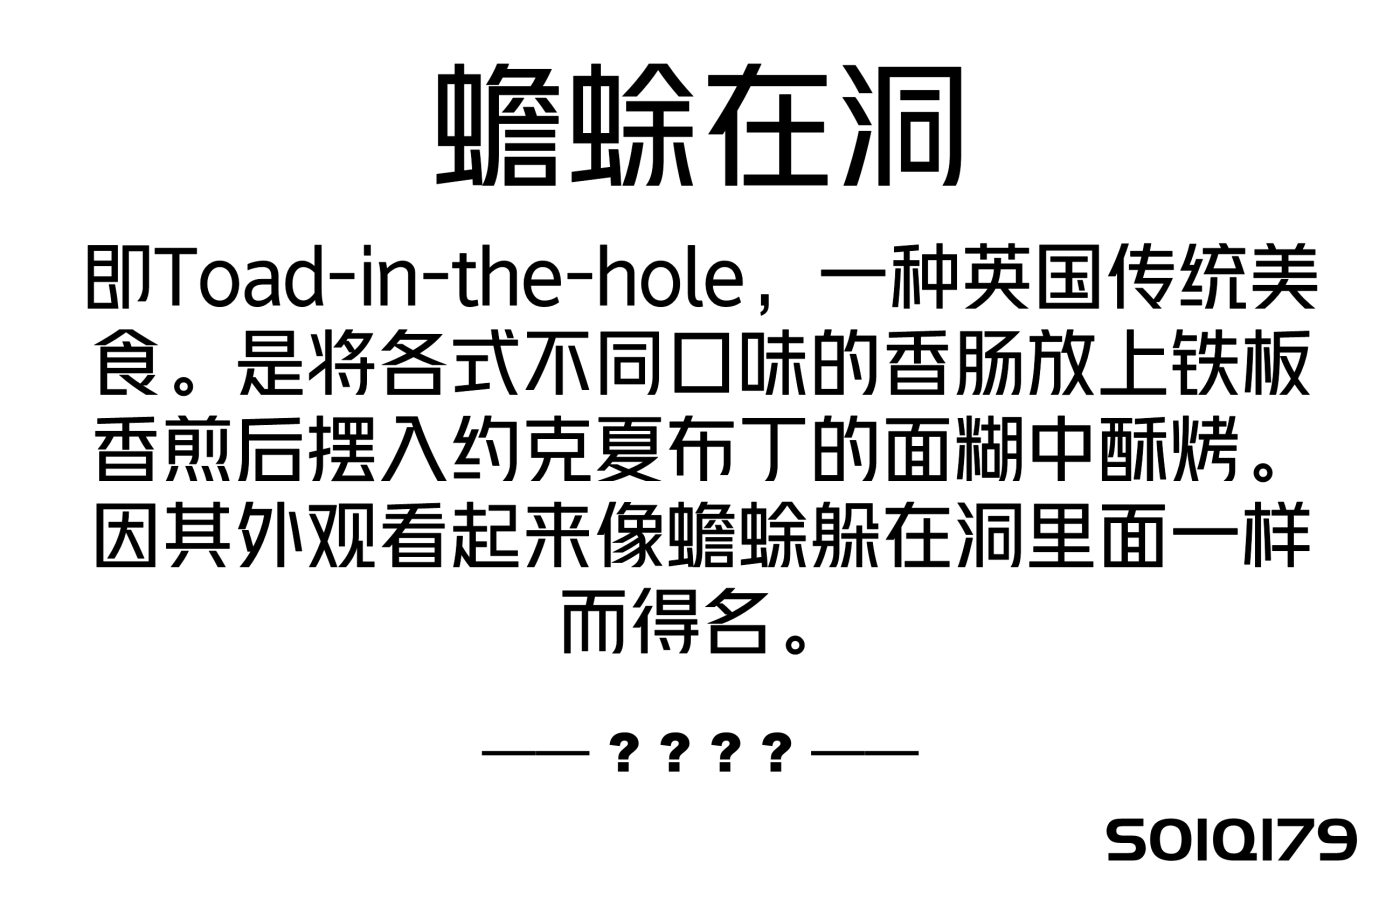 蟾蜍在洞
即Toad-in-the-hole，一种英国传统美
食。是将各式不同口味的香肠放上铁板
香煎后摆入约克夏布丁的面糊中酥烤。
因其外观看起来像蟾蜍躲在洞里面一样
而得名。
——？？？？——
S01Q179